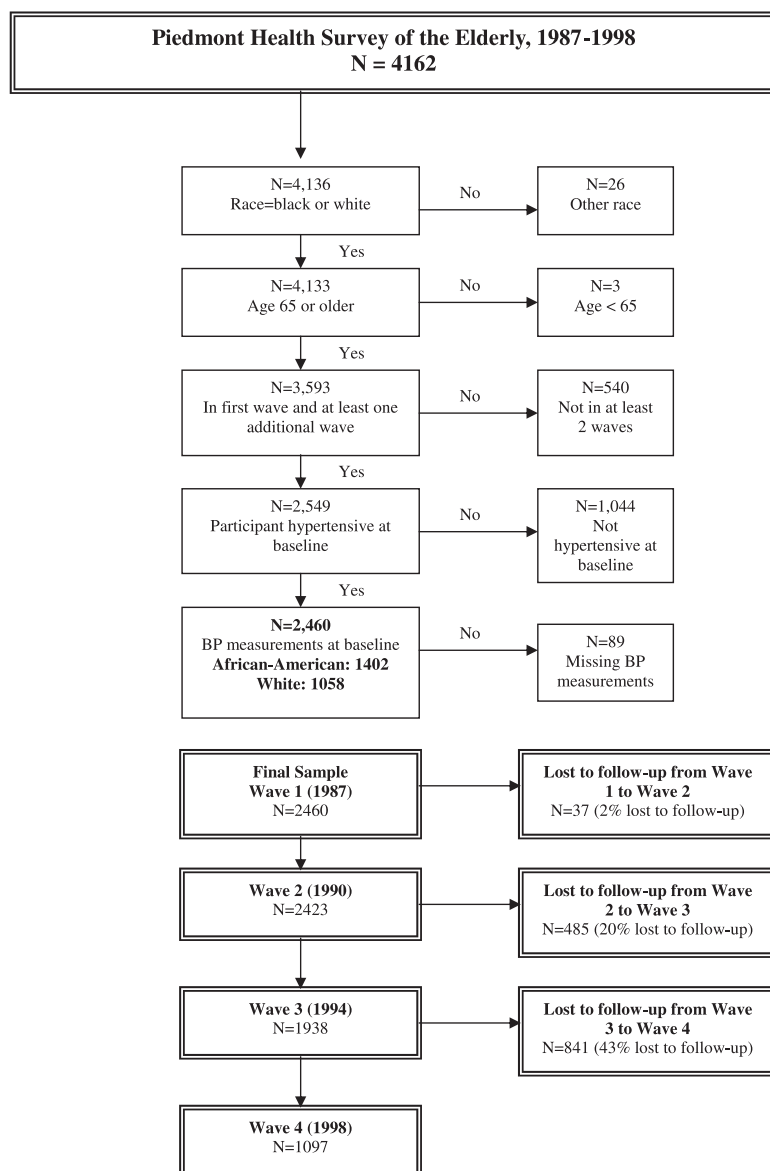 Piedmont Health Survey of the Elderly, 1987-1998
N = 4162
N=4,136
Race=black or white
No
N=26
Other race
Yes
N=4,133
Age 65 or older
No
N=3
Age < 65
Yes
N=3,593
In first wave and at least one
additional wave
No
N=540
Not in at least
2 waves
Yes
N=2,549
Participant hypertensive at
baseline
No
N=1,044
Not
hypertensive at
baseline
Yes
N=2,460
BP measurements at baseline
African-American: 1402
White: 1058
No
N=89
Missing BP
measurements
Final Sample
Wave 1 (1987)
N=2460
Lost to follow-up from Wave
1 to Wave 2
N=37 (2% lost to follow-up)
Wave 2 (1990)
N=2423
Lost to follow-up from Wave
2 to Wave 3
N=485 (20% lost to follow-up)
Wave 3 (1994)
N=1938
Lost to follow-up from Wave
3 to Wave 4
N=841 (43% lost to follow-up)
Wave 4 (1998)
N=1097